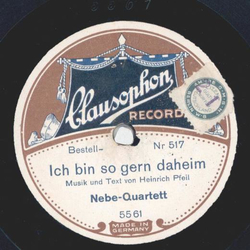 Clausophon
RECORD
Bestell- Nr 517
Ich bin so gern daheim
Musik und Text von Heinrich Pfeil
Nebe-Quartett
5561
MADE IN
GERMANY